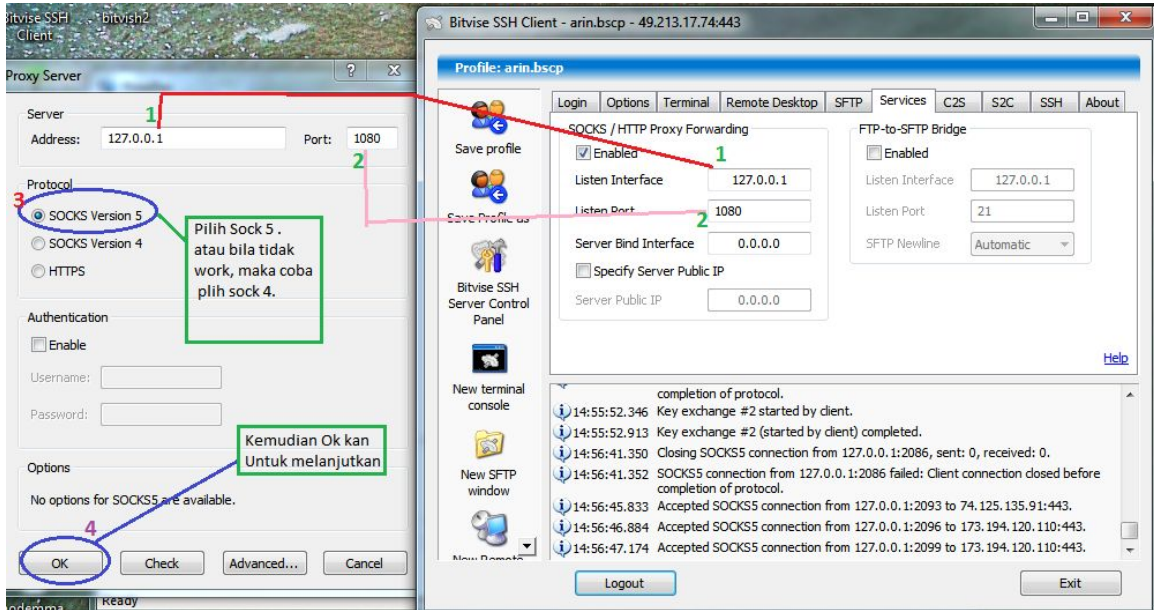 Bitvise SSH
Client
bitvish2
Proxy Server
Server
1
Address:
127.0.0.1
Port:
1080
2
Protocol
3
SOCKS Version 5
SOCKS Version 4
HTTPS
Pilih Sock 5 .
atau bila tidak
work, maka coba
plih sock 4.
Authentication
Enable
Username:
Password:
Kemudian Ok kan
Untuk melanjutkan
Options
No options for SOCKS5 are available.
4
OK
Check
Advanced...
Cancel
Ready
Bitvise SSH Client - arin.bscp - 49.213.17.74:443
Profile: arin.bscp
Save profile
Save Profile as
Bitvise SSH
Server Control
Panel
New terminal
console
New SFTP
window
New Remote
Login
Options
Terminal
Remote Desktop
SFTP
Services
C2S
S2C
SSH
About
SOCKS / HTTP Proxy Forwarding
Enabled
1
Listen Interface
127.0.0.1
Listen Port
1080
2
Server Bind Interface
0.0.0.0
Specify Server Public IP
Server Public IP
0.0.0.0
FTP-to-SFTP Bridge
Enabled
Listen Interface
127.0.0.1
Listen Port
21
SFTP Newline
Automatic
Help
completion of protocol.
14:55:52.346 Key exchange #2 started by client.
14:55:52.913 Key exchange #2 (started by client) completed.
14:56:41.350 Closing SOCKS5 connection from 127.0.0.1:2086, sent: 0, received: 0.
14:56:41.352 SOCKS5 connection from 127.0.0.1:2086 failed: Client connection closed before
completion of protocol.
14:56:45.833 Accepted SOCKS5 connection from 127.0.0.1:2093 to 74.125.135.91:443.
14:56:46.884 Accepted SOCKS5 connection from 127.0.0.1:2096 to 173.194.120.110:443.
14:56:47.174 Accepted SOCKS5 connection from 127.0.0.1:2099 to 173.194.120.110:443.
Logout
Exit